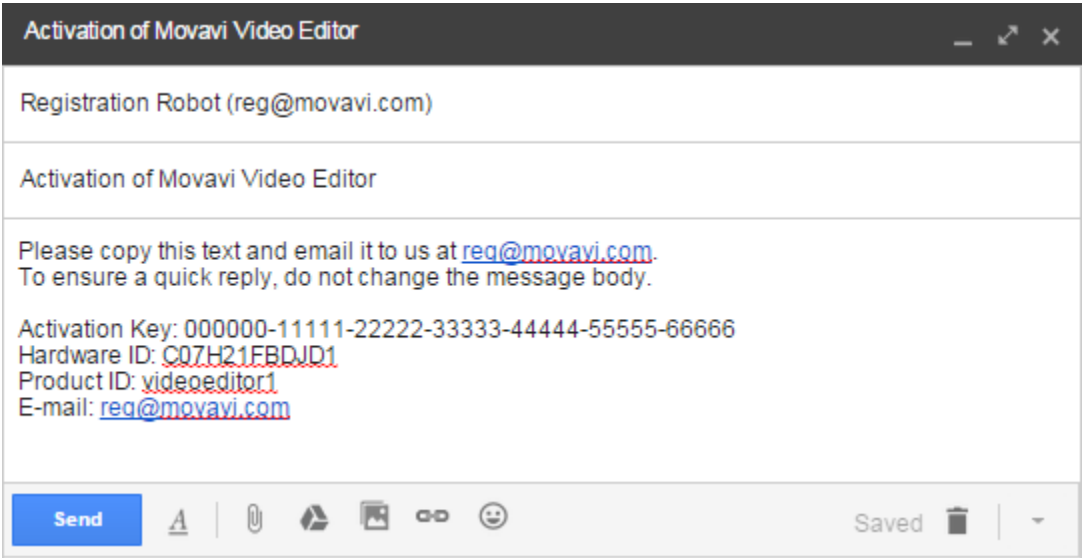 Activation of Movavi Video Editor
Registration Robot (reg@movavi.com)
Activation of Movavi Video Editor
Please copy this text and email it to us at reg@movavi.com.
To ensure a quick reply, do not change the message body.
Activation Key: 000000-11111-22222-33333-44444-55555-66666
Hardware ID: C07H21FBDJD1
Product ID: videoeditor1
E-mail: reg@movavi.com
Send
A
Saved